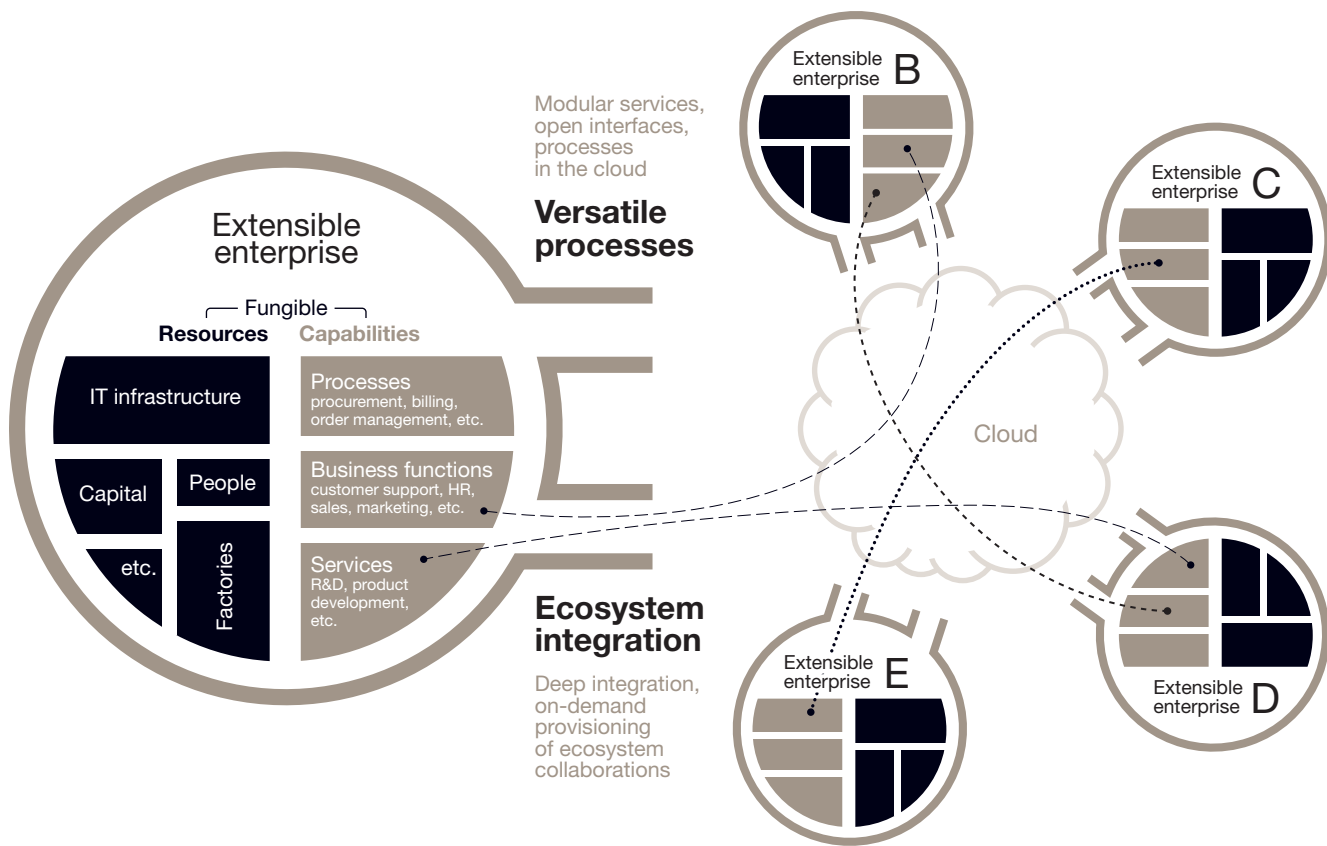 Extensible
enterprise
Fungible
Resources
Capabilities
IT infrastructure
Capital
People
etc.
Factories
Processes
procurement, billing,
order management, etc.
Business functions
customer support, HR,
sales, marketing, etc.
Services
R&D, product
development,
etc.
Modular services,
open interfaces,
processes
in the cloud
Versatile
processes
Ecosystem
integration
Deep integration,
on-demand
provisioning
of ecosystem
collaborations
Extensible
enterprise B
Extensible
enterprise C
Cloud
Extensible
enterprise D
Extensible
enterprise E